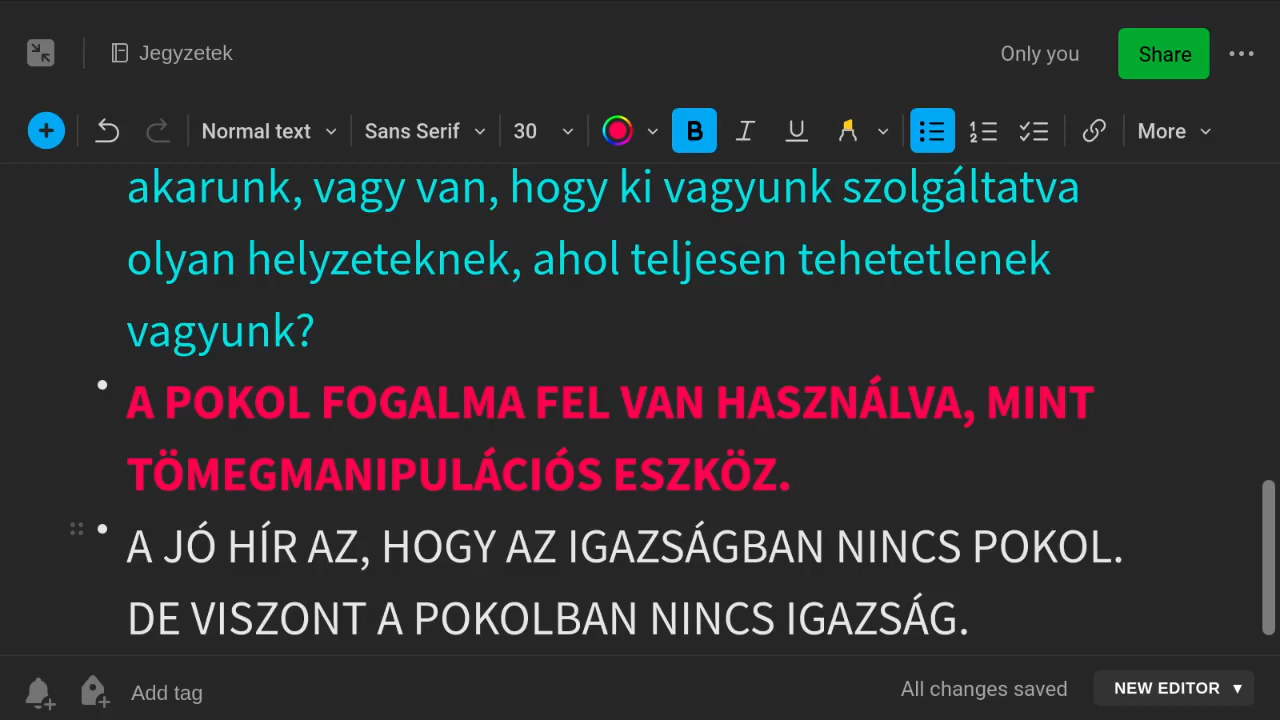 Jegyzetek
Only you
Share
Normal text
Sans Serif
30
B
I
U
More
akarunk, vagy van, hogy ki vagyunk szolgáltatva
olyan helyzeteknek, ahol teljesen tehetetlenek
vagyunk?
A POKOL FOGALMA FEL VAN HASZNÁLVA, MINT
TÖMEGMANIPULÁCIÓS ESZKÖZ.
A JÓ HÍR AZ, HOGY AZ IGAZSÁGBAN NINCS POKOL.
DE VISZONT A POKOLBAN NINCS IGAZSÁG.
Add tag
All changes saved
NEW EDITOR